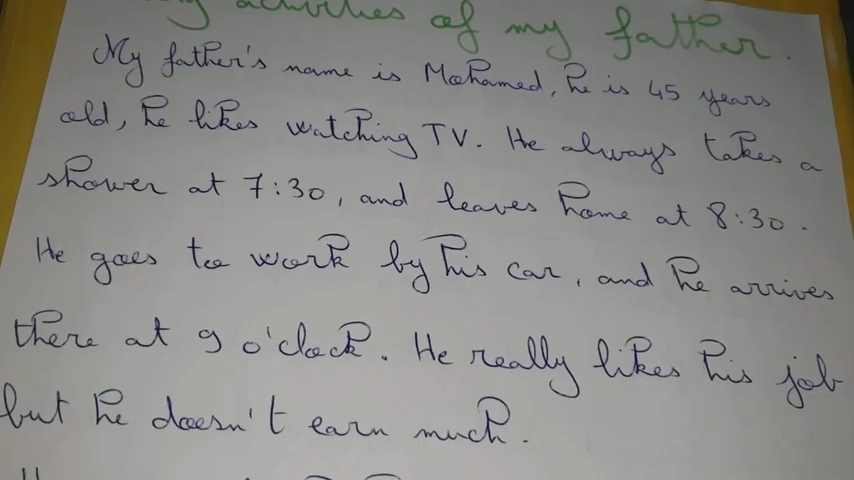 activities of my father.
My father's name is Mohamed, he is 45 years
old, he likes watching TV. He always takes a
shower at 7:30, and leaves home at 8:30.
He goes to work by his car, and he arrives
there at 9 o'clock. He really likes his job
but he doesn't earn much.